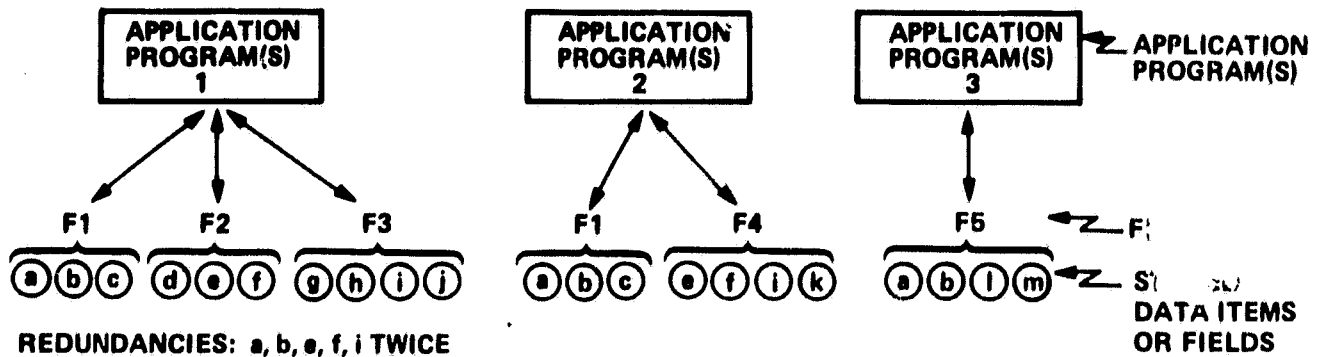 APPLICATION PROGRAM(S) 1
APPLICATION PROGRAM(S) 2
APPLICATION PROGRAM(S) 3
APPLICATION PROGRAM(S)
F1 F2 F3 F1 F4 F5
a b c d e f g h i j a b c e f i k a b l m
DATA ITEMS
OR FIELDS
REDUNDANCIES: a, b, e, f, i TWICE